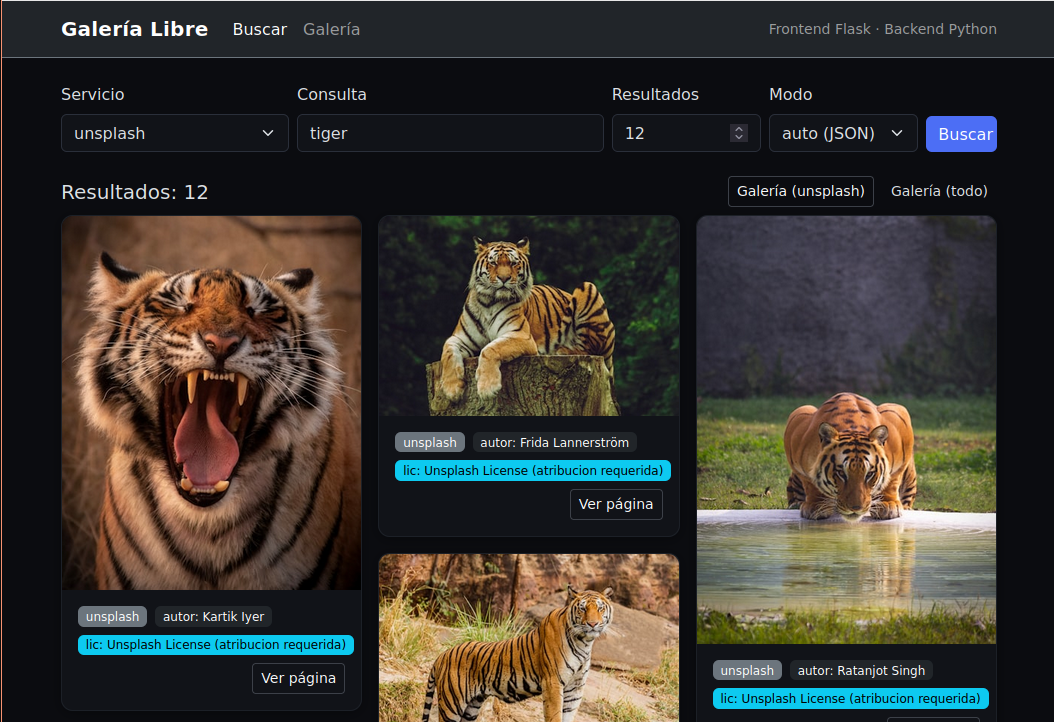 Galería Libre Buscar Galería Frontend Flask · Backend Python
Servicio Consulta Resultados Modo
unsplash tiger 12 auto (JSON) Buscar
Resultados: 12 Galería (unsplash) Galería (todo)
unsplash autor: Kartik Iyer
lic: Unsplash License (atribucion requerida)
Ver página
unsplash autor: Frida Lannerström
lic: Unsplash License (atribucion requerida)
Ver página
unsplash autor: Ratanjot Singh
lic: Unsplash License (atribucion requerida)